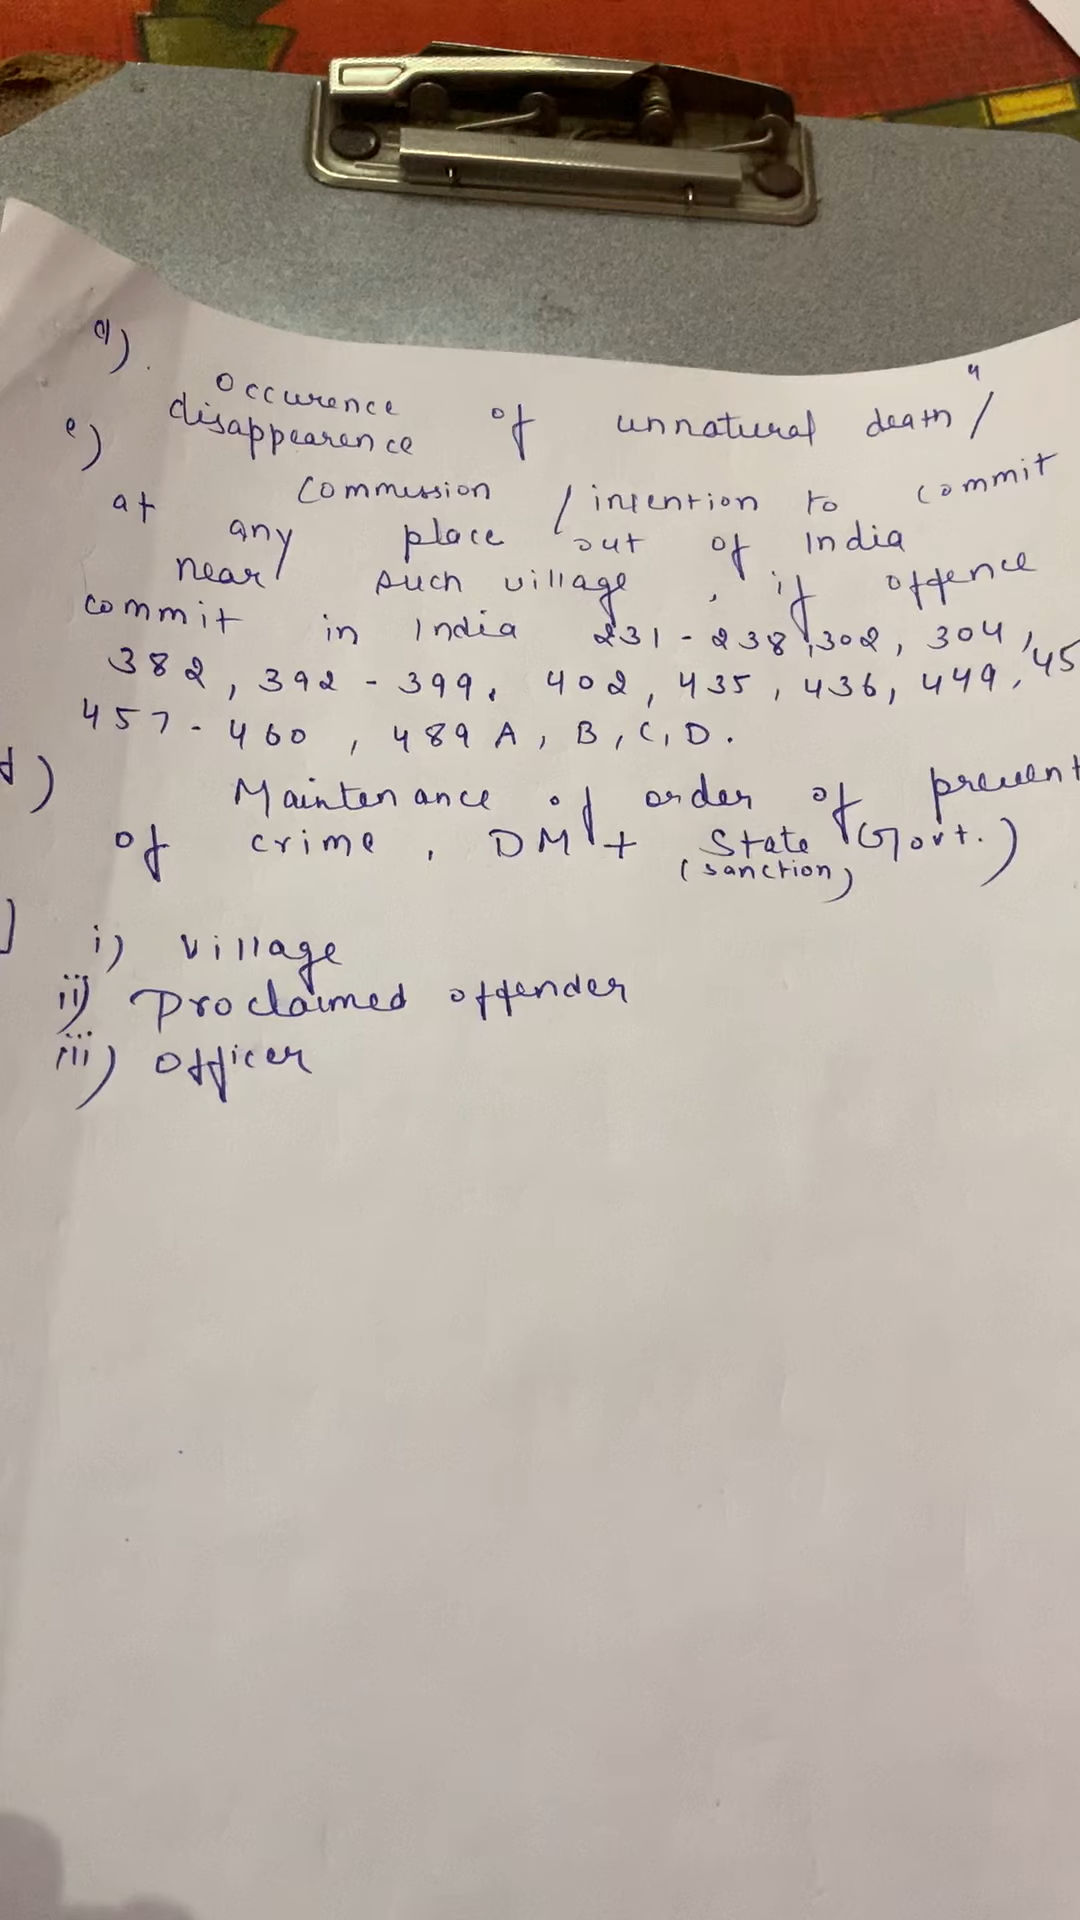 d).
occurence of unnatural death/
disappearence
e) commission / intention to commit
at any place out of India
near such village, if offence
commit in India 231-238, 302, 304,
382, 392-399, 402, 435, 436, 449, 45
457-460, 489 A, B, C, D.
) Maintenance of order of prevent
of crime, DM + State Govt.)
(sanction)
] i) village
ii) Proclaimed offender
iii) officer